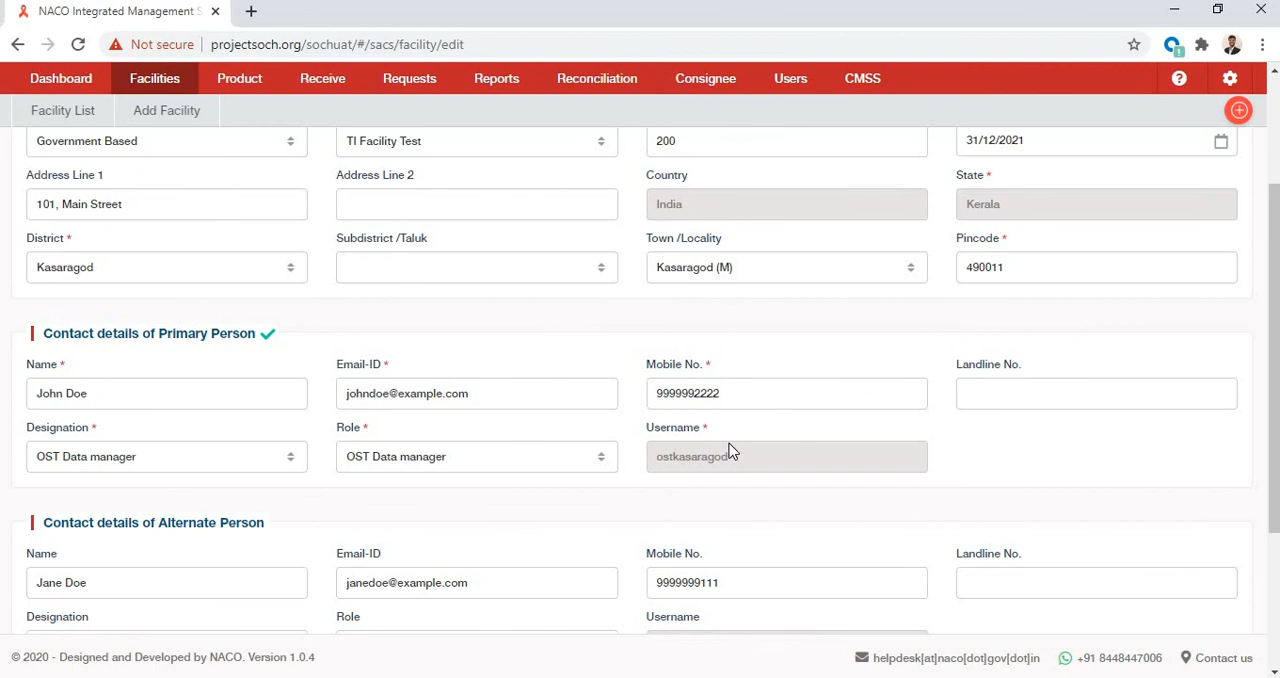 NACO Integrated Management S
Not secure projectsoch.org/sochuat/#/sacs/facility/edit
Dashboard Facilities Product Receive Requests Reports Reconciliation Consignee Users CMSS
Facility List Add Facility
Government Based TI Facility Test 200 31/12/2021
Address Line 1 Address Line 2 Country State *
101, Main Street India Kerala
District * Subdistrict /Taluk Town /Locality Pincode *
Kasaragod Kasaragod (M) 490011
Contact details of Primary Person
Name * Email-ID * Mobile No. * Landline No.
John Doe johndoe@example.com 9999992222
Designation * Role * Username *
OST Data manager OST Data manager ostkasaragod
Contact details of Alternate Person
Name Email-ID Mobile No. Landline No.
Jane Doe janedoe@example.com 9999999111
Designation Role Username
© 2020 - Designed and Developed by NACO. Version 1.0.4 helpdesk[at]naco[dot]gov[dot]in +91 8448447006 Contact us